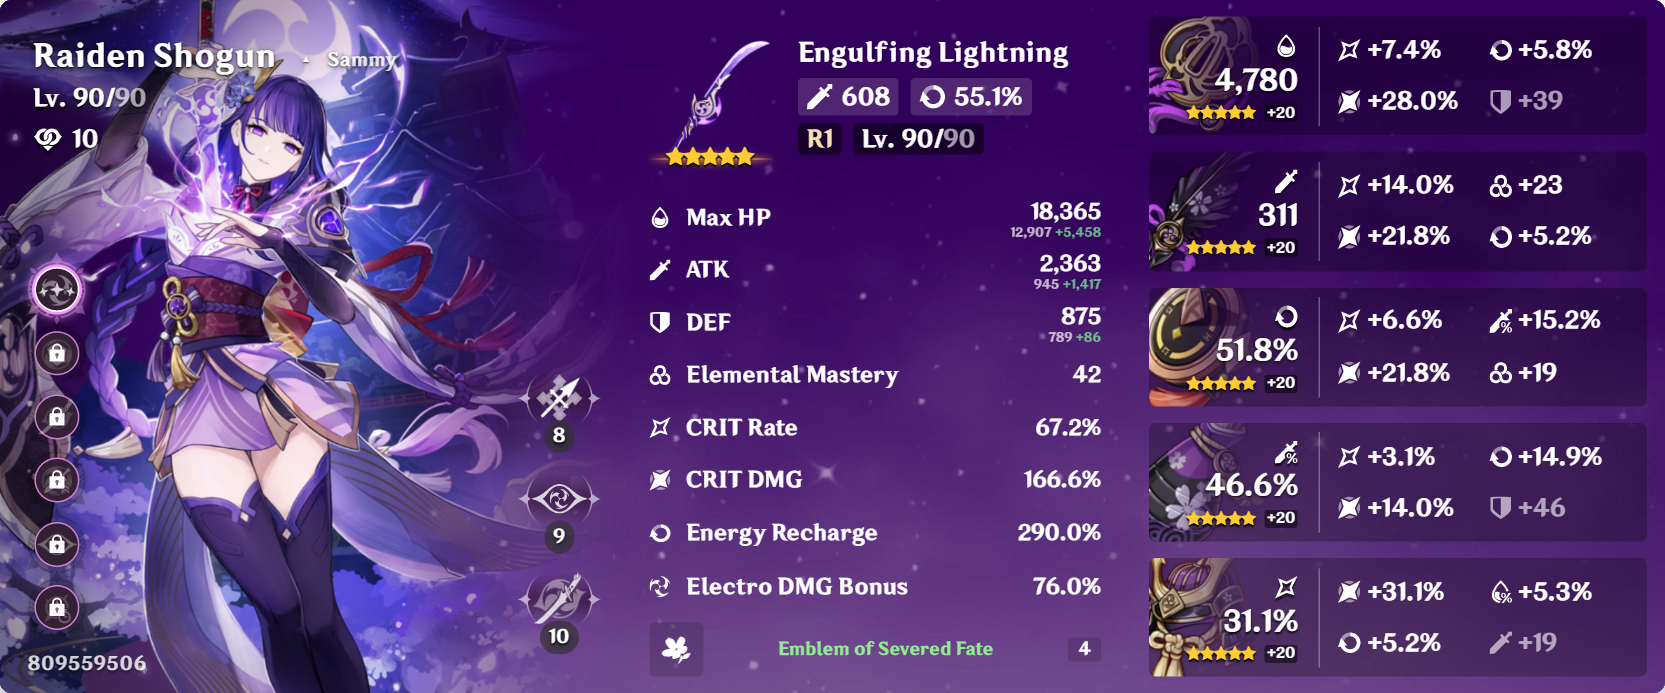 Raiden Shogun · Sammy
Lv. 90/90
10
8
9
10
809559506
Engulfing Lightning
608 55.1%
R1 Lv. 90/90
Max HP 18,365
12,907 +5,458
ATK 2,363
945 +1,417
DEF 875
789 +86
Elemental Mastery 42
CRIT Rate 67.2%
CRIT DMG 166.6%
Energy Recharge 290.0%
Electro DMG Bonus 76.0%
Emblem of Severed Fate 4
4,780
+20
+7.4% +5.8%
+28.0% +39
311
+20
+14.0% +23
+21.8% +5.2%
51.8%
+20
+6.6% +15.2%
+21.8% +19
46.6%
+20
+3.1% +14.9%
+14.0% +46
31.1%
+20
+31.1% +5.3%
+5.2% +19